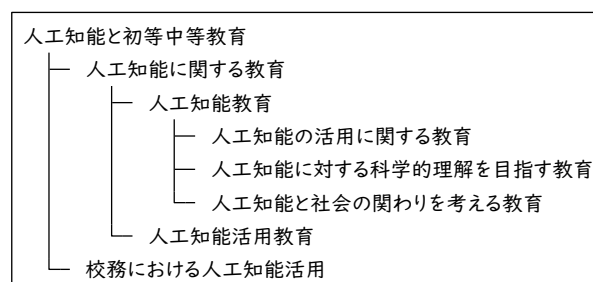 人工知能と初等中等教育
人工知能に関する教育
人工知能教育
人工知能の活用に関する教育
人工知能に対する科学的理解を目指す教育
人工知能と社会の関わりを考える教育
人工知能活用教育
校務における人工知能活用